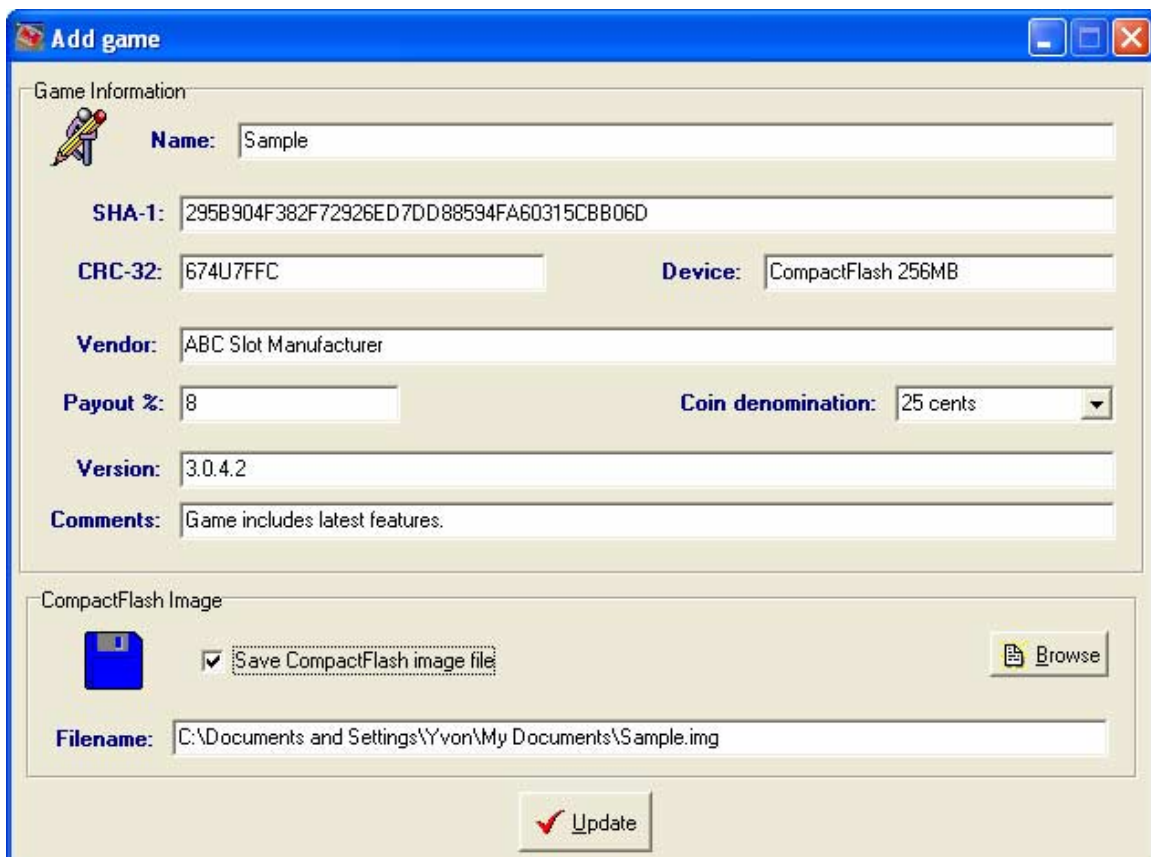 Add game
Game Information
Name: Sample
SHA-1: 295B904F382F72926ED7DD88594FA60315CBB06D
CRC-32: 674U7FFC Device: CompactFlash 256MB
Vendor: ABC Slot Manufacturer
Payout %: 8 Coin denomination: 25 cents
Version: 3.0.4.2
Comments: Game includes latest features.
CompactFlash Image
Save CompactFlash image file Browse
Filename: C:\Documents and Settings\Yvon\My Documents\Sample.img
Update